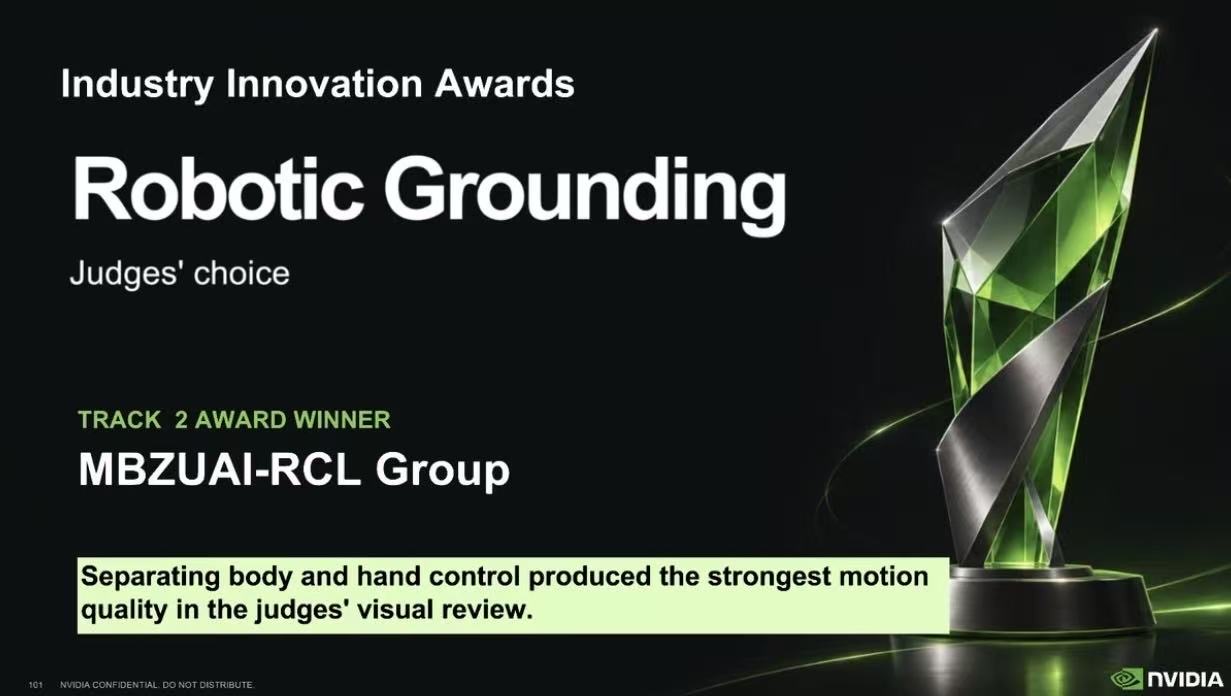 Industry Innovation Awards
Robotic Grounding
Judges' choice
TRACK  2 AWARD WINNER
MBZUAI-RCL Group
Separating body and hand control produced the strongest motion
quality in the judges' visual review.
101 NVIDIA CONFIDENTIAL. DO NOT DISTRIBUTE.
NVIDIA